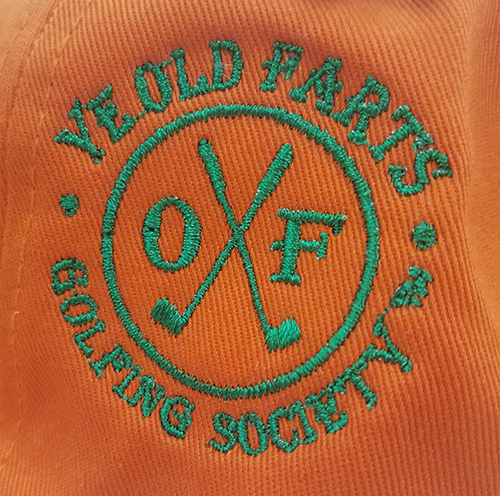 YE OLD FARTS
O F
GOLFING SOCIETY